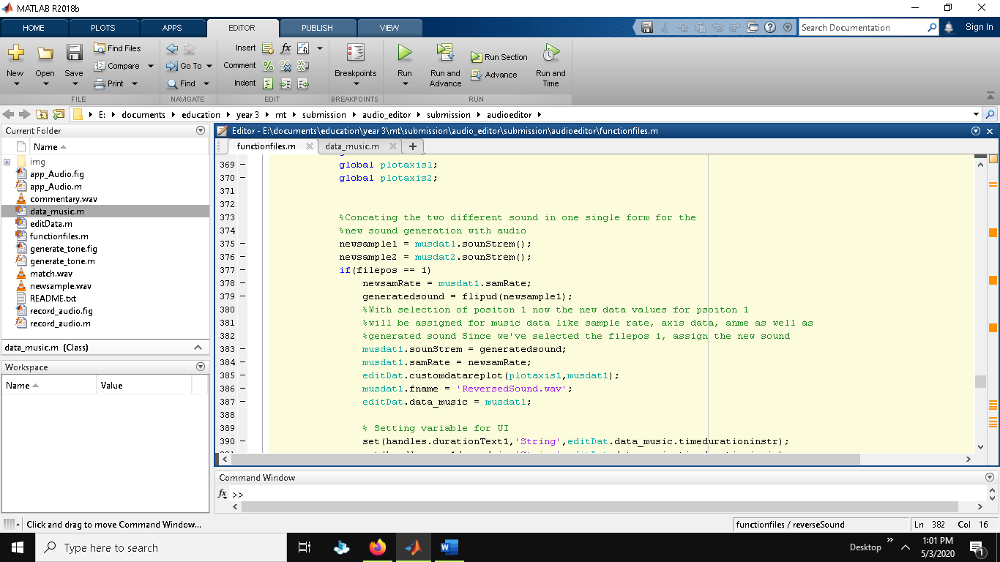 MATLAB R2018b
HOME PLOTS APPS EDITOR PUBLISH VIEW
Search Documentation
Sign In
New
Open
Save
Find Files
Compare
Print
FILE
Go To
Find
NAVIGATE
Insert
fx
Comment
Indent
EDIT
Breakpoints
BREAKPOINTS
Run
Run and
Advance
Run Section
Advance
Run and
Time
RUN
E: documents education year 3 mt submission audio_editor submission audioeditor
Current Folder
Name
img
app_Audio.fig
app_Audio.m
commentary.wav
data_music.m
editData.m
functionfiles.m
generate_tone.fig
generate_tone.m
match.wav
newsample.wav
README.txt
record_audio.fig
record_audio.m
data_music.m (Class)
Workspace
Name Value
Editor - E:\documents\education\year 3\mt\submission\audio_editor\submission\audioeditor\functionfiles.m
functionfiles.m data_music.m
369 – global plotaxis1;
370 – global plotaxis2;
371
372
373 %Concating the two different sound in one single form for the
374 %new sound generation with audio
375 – newsample1 = musdat1.sounStrem();
376 – newsample2 = musdat2.sounStrem();
377 – if(filepos == 1)
378 – newsamRate = musdat1.samRate;
379 – generatedsound = flipud(newsample1);
380 %With selection of positon 1 now the new data values for psoiton 1
381 %will be assigned for music data like sample rate, axis data, anme as well as
382 %generated sound Since we've selected the filepos 1, assign the new sound
383 – musdat1.sounStrem = generatedsound;
384 – musdat1.samRate = newsamRate;
385 – editDat.customdatareplot(plotaxis1,musdat1);
386 – musdat1.fname = 'ReversedSound.wav';
387 – editDat.data_music = musdat1;
388
389 % Setting variable for UI
390 – set(handles.durationText1,'String',editDat.data_music.timedurationinstr);
Command Window
fx >>
Click and drag to move Command Window...
functionfiles / reverseSound
Ln 382 Col 16
Type here to search
Desktop
1:01 PM
5/3/2020
1